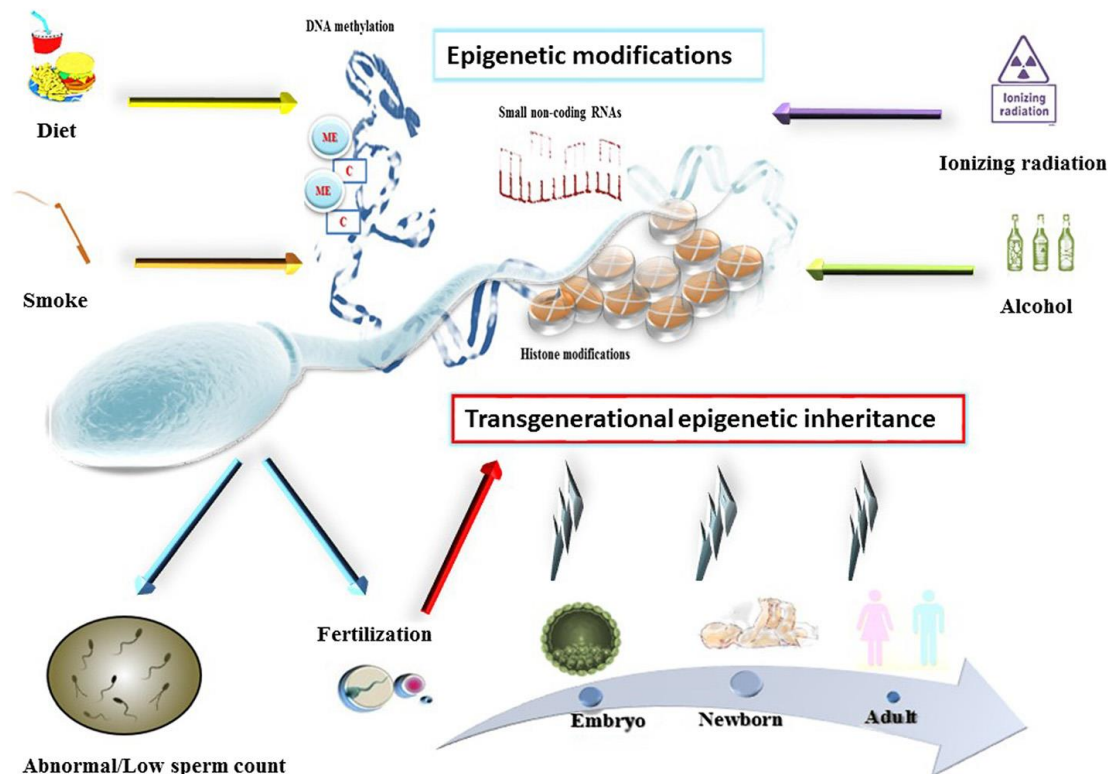 DNA methylation
Epigenetic modifications
Diet
ME
C
ME
C
Small non-coding RNAs
Ionizing
radiation
Ionizing radiation
Smoke
Alcohol
Histone modifications
Transgenerational epigenetic inheritance
Fertilization
Embryo
Newborn
Adult
Abnormal/Low sperm count